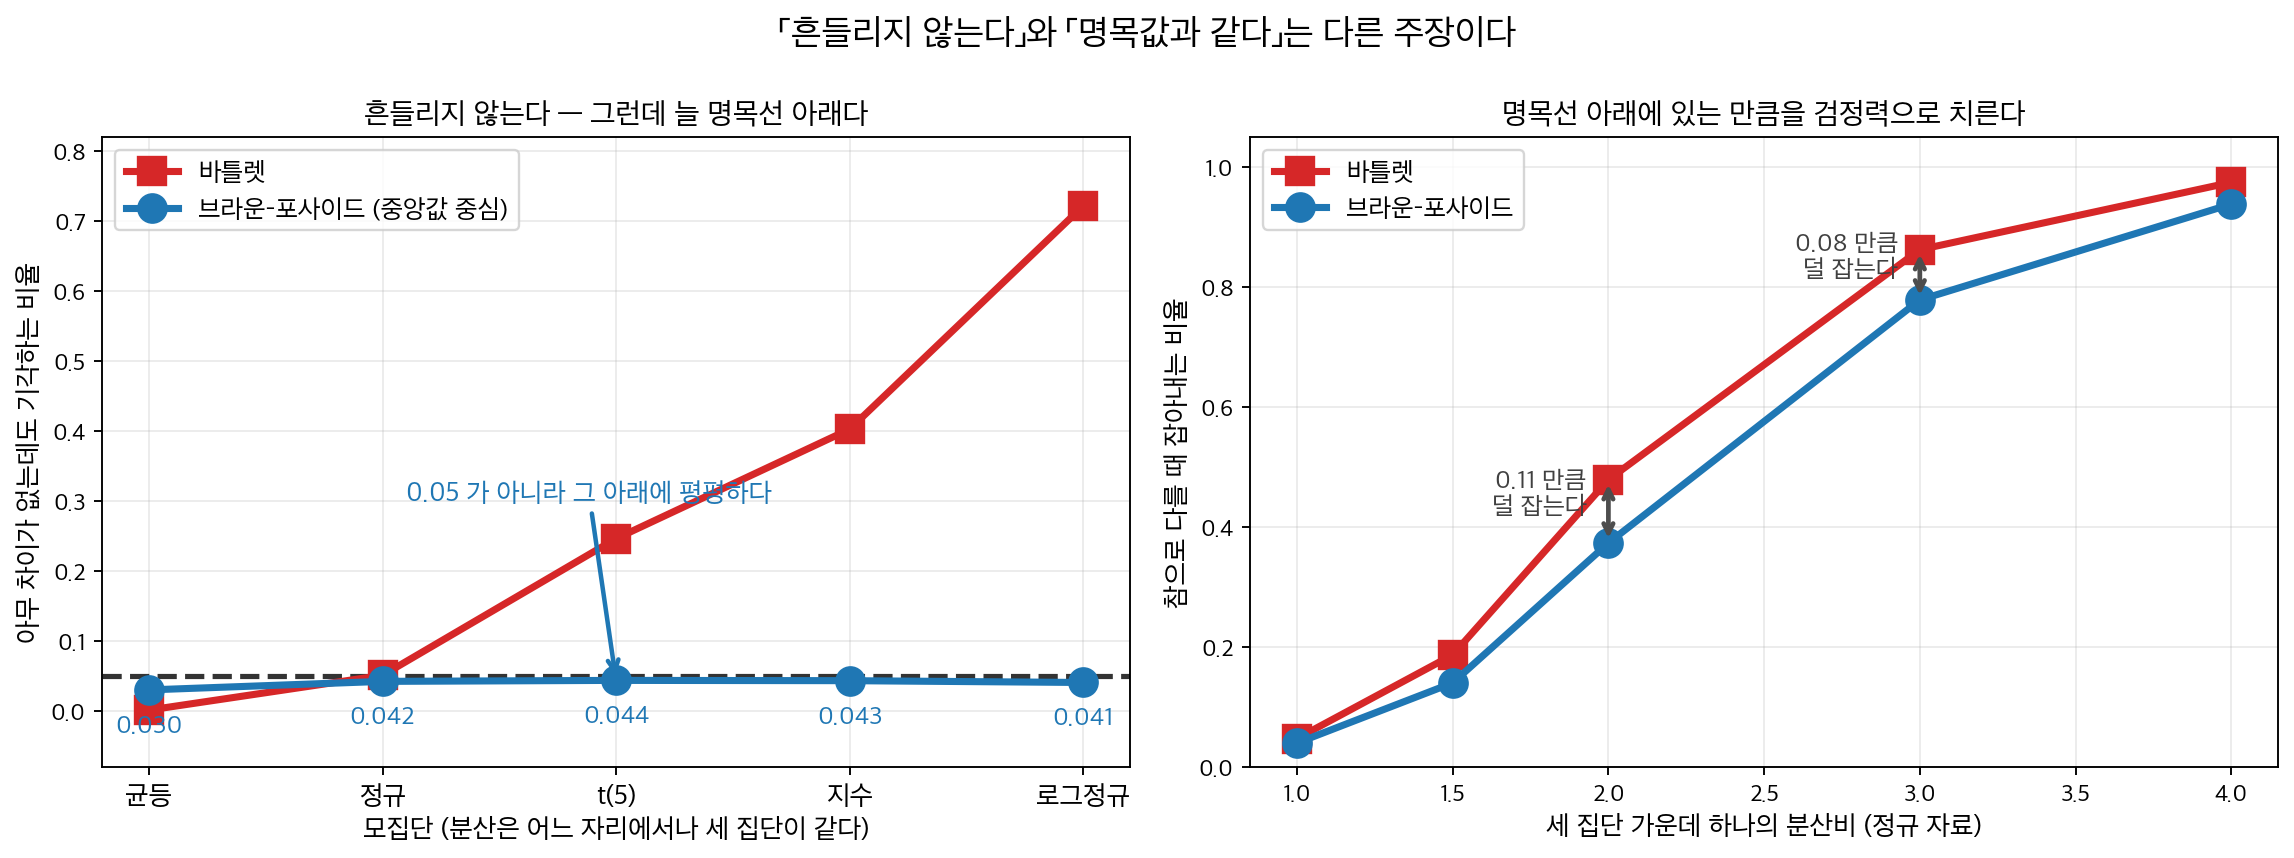 「흔들리지 않는다」와 「명목값과 같다」는 다른 주장이다
흔들리지 않는다 — 그런데 늘 명목선 아래다
아무 차이가 없는데도 기각하는 비율
0.8
0.7
0.6
0.5
0.4
0.3
0.2
0.1
0.0
바틀렛
브라운-포사이드 (중앙값 중심)
0.05 가 아니라 그 아래에 평평하다
0.030
0.042
0.044
0.043
0.041
균등
정규
t(5)
지수
로그정규
모집단 (분산은 어느 자리에서나 세 집단이 같다)
명목선 아래에 있는 만큼을 검정력으로 치른다
참으로 다를 때 잡아내는 비율
1.0
0.8
0.6
0.4
0.2
0.0
바틀렛
브라운-포사이드
0.08 만큼
덜 잡는다
0.11 만큼
덜 잡는다
1.0
1.5
2.0
2.5
3.0
3.5
4.0
세 집단 가운데 하나의 분산비 (정규 자료)